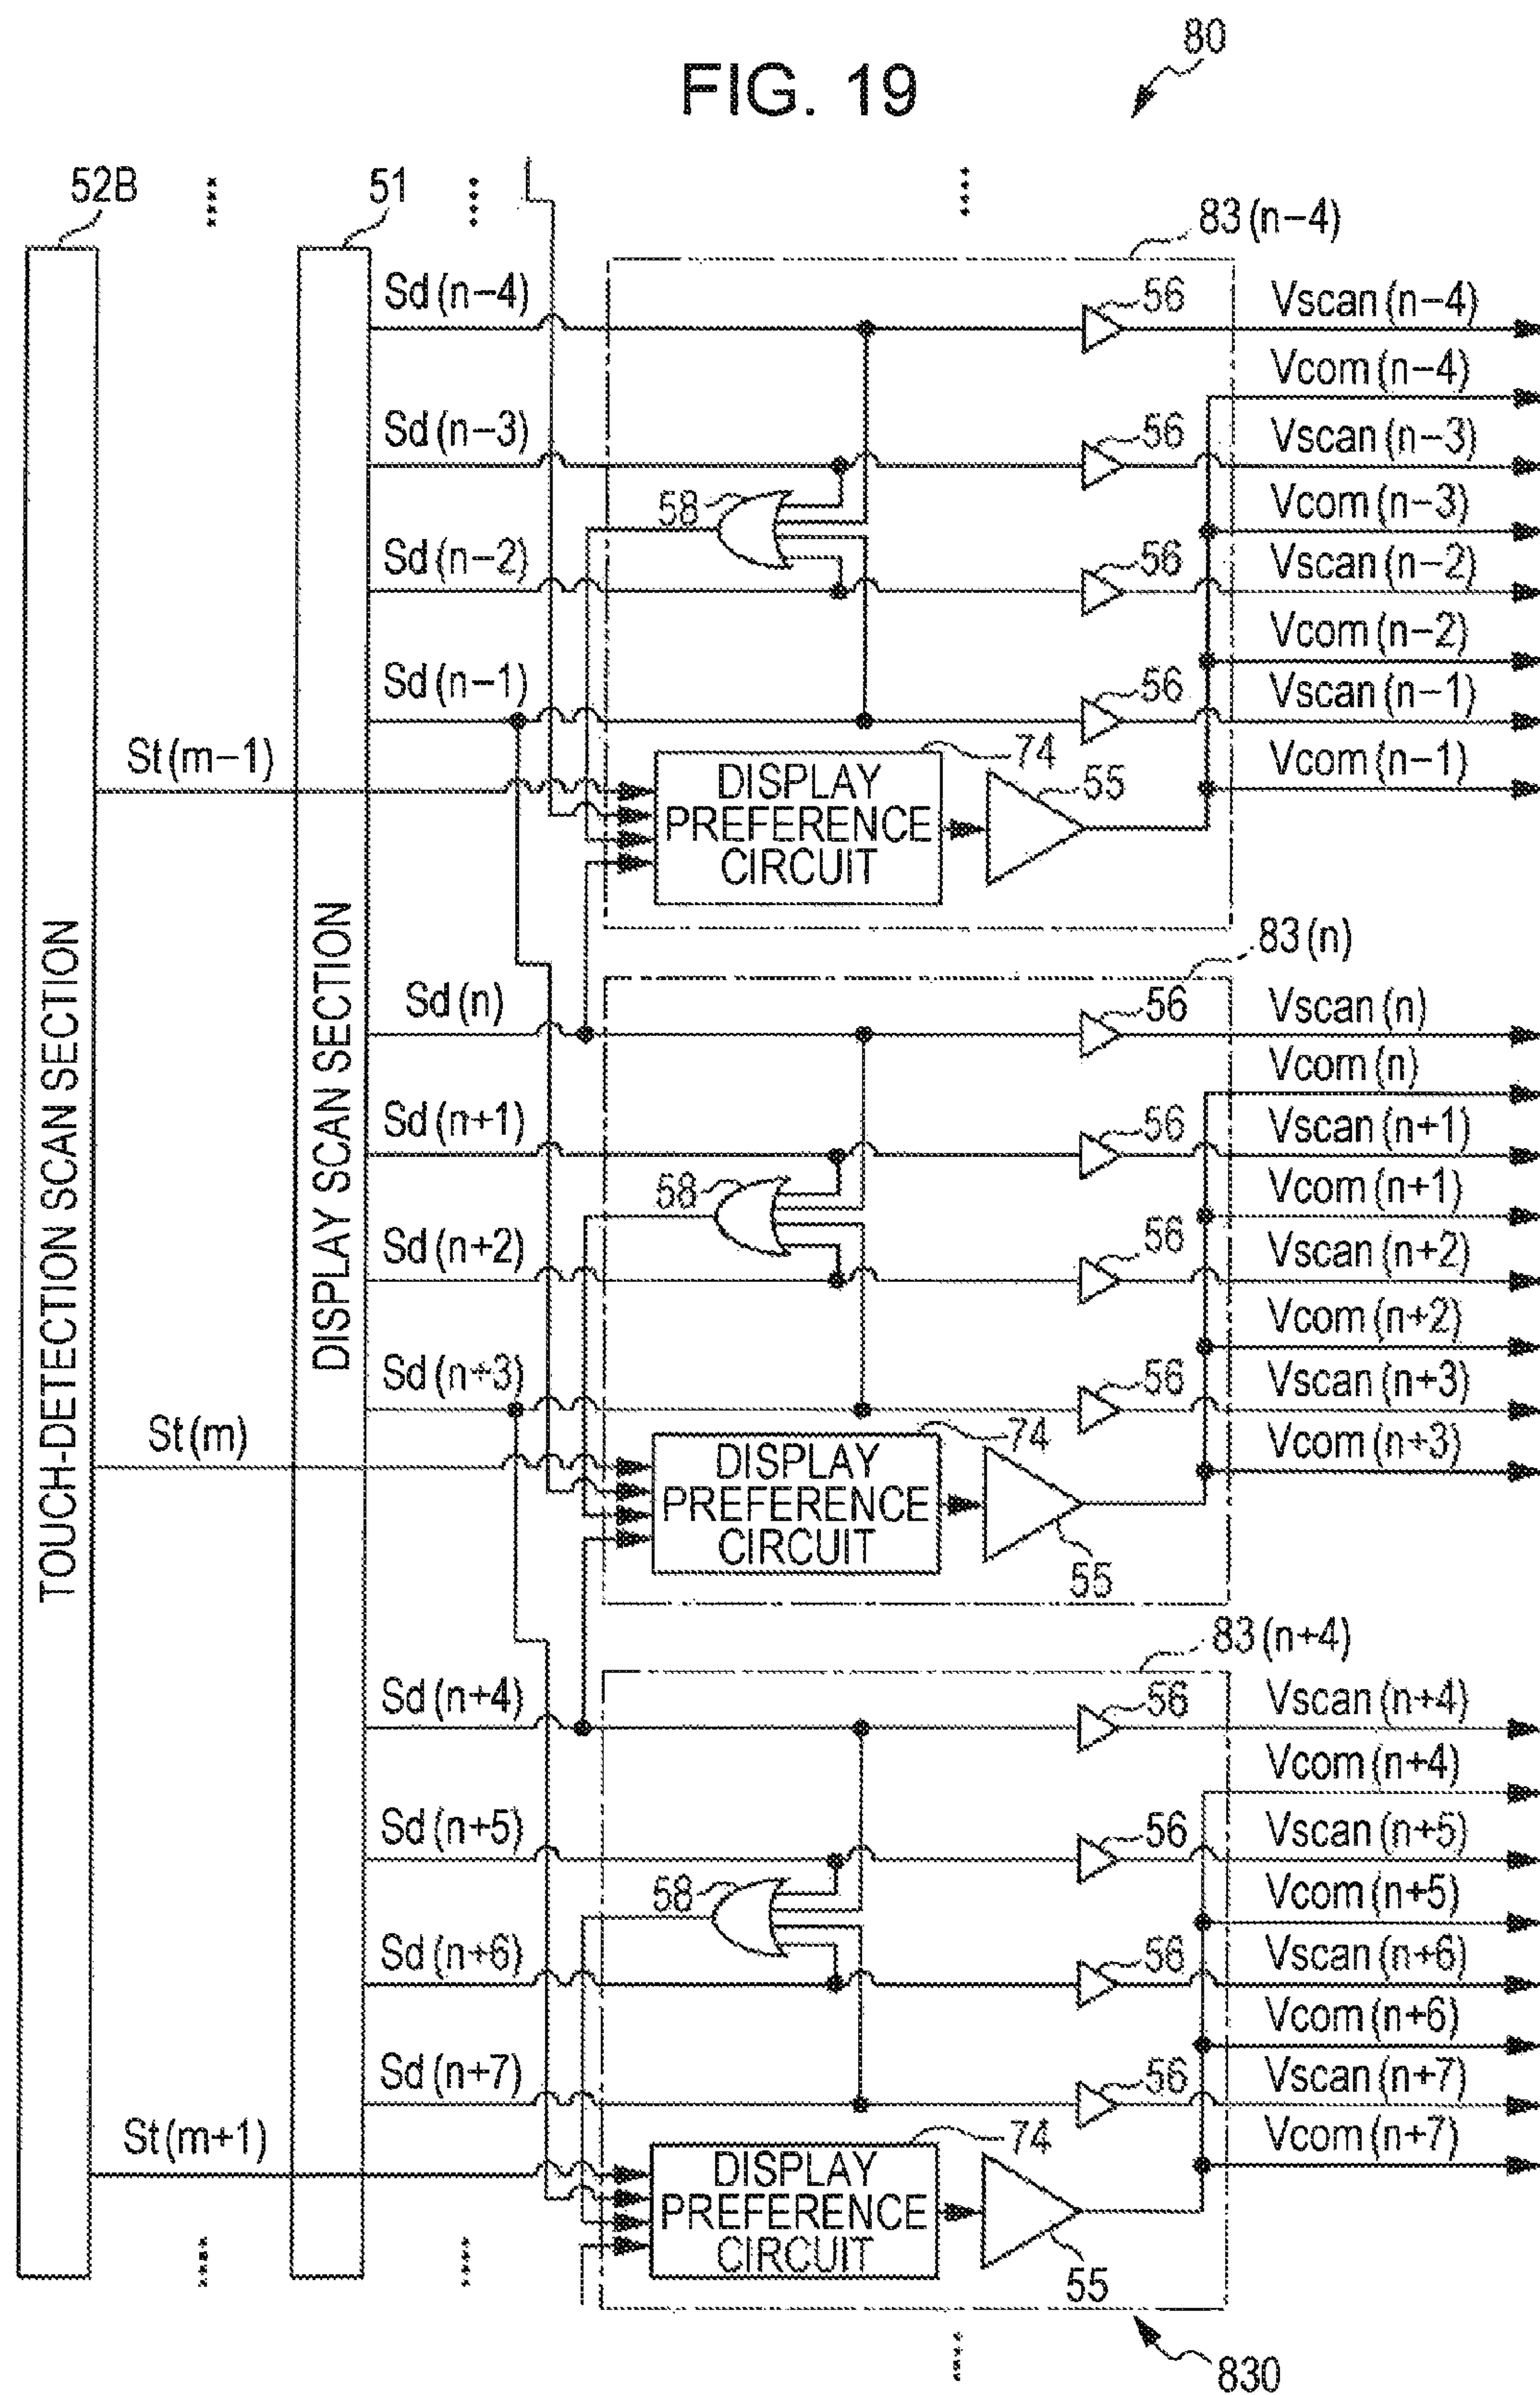 FIG. 19
80
52B
51
83(n-4)
Sd(n-4)
56
Vscan(n-4)
Vcom(n-4)
Sd(n-3)
56
Vscan(n-3)
58
Vcom(n-3)
Sd(n-2)
56
Vscan(n-2)
Vcom(n-2)
Sd(n-1)
56
Vscan(n-1)
St(m-1)
74
55
Vcom(n-1)
DISPLAY
PREFERENCE
CIRCUIT
TOUCH-DETECTION SCAN SECTION
DISPLAY SCAN SECTION
83(n)
Sd(n)
56
Vscan(n)
Vcom(n)
Sd(n+1)
56
Vscan(n+1)
58
Vcom(n+1)
Sd(n+2)
56
Vscan(n+2)
Vcom(n+2)
Sd(n+3)
56
Vscan(n+3)
St(m)
74
Vcom(n+3)
DISPLAY
PREFERENCE
CIRCUIT
55
83(n+4)
Sd(n+4)
56
Vscan(n+4)
Vcom(n+4)
Sd(n+5)
56
Vscan(n+5)
58
Vcom(n+5)
Sd(n+6)
56
Vscan(n+6)
Vcom(n+6)
Sd(n+7)
56
Vscan(n+7)
St(m+1)
74
Vcom(n+7)
DISPLAY
PREFERENCE
CIRCUIT
55
830